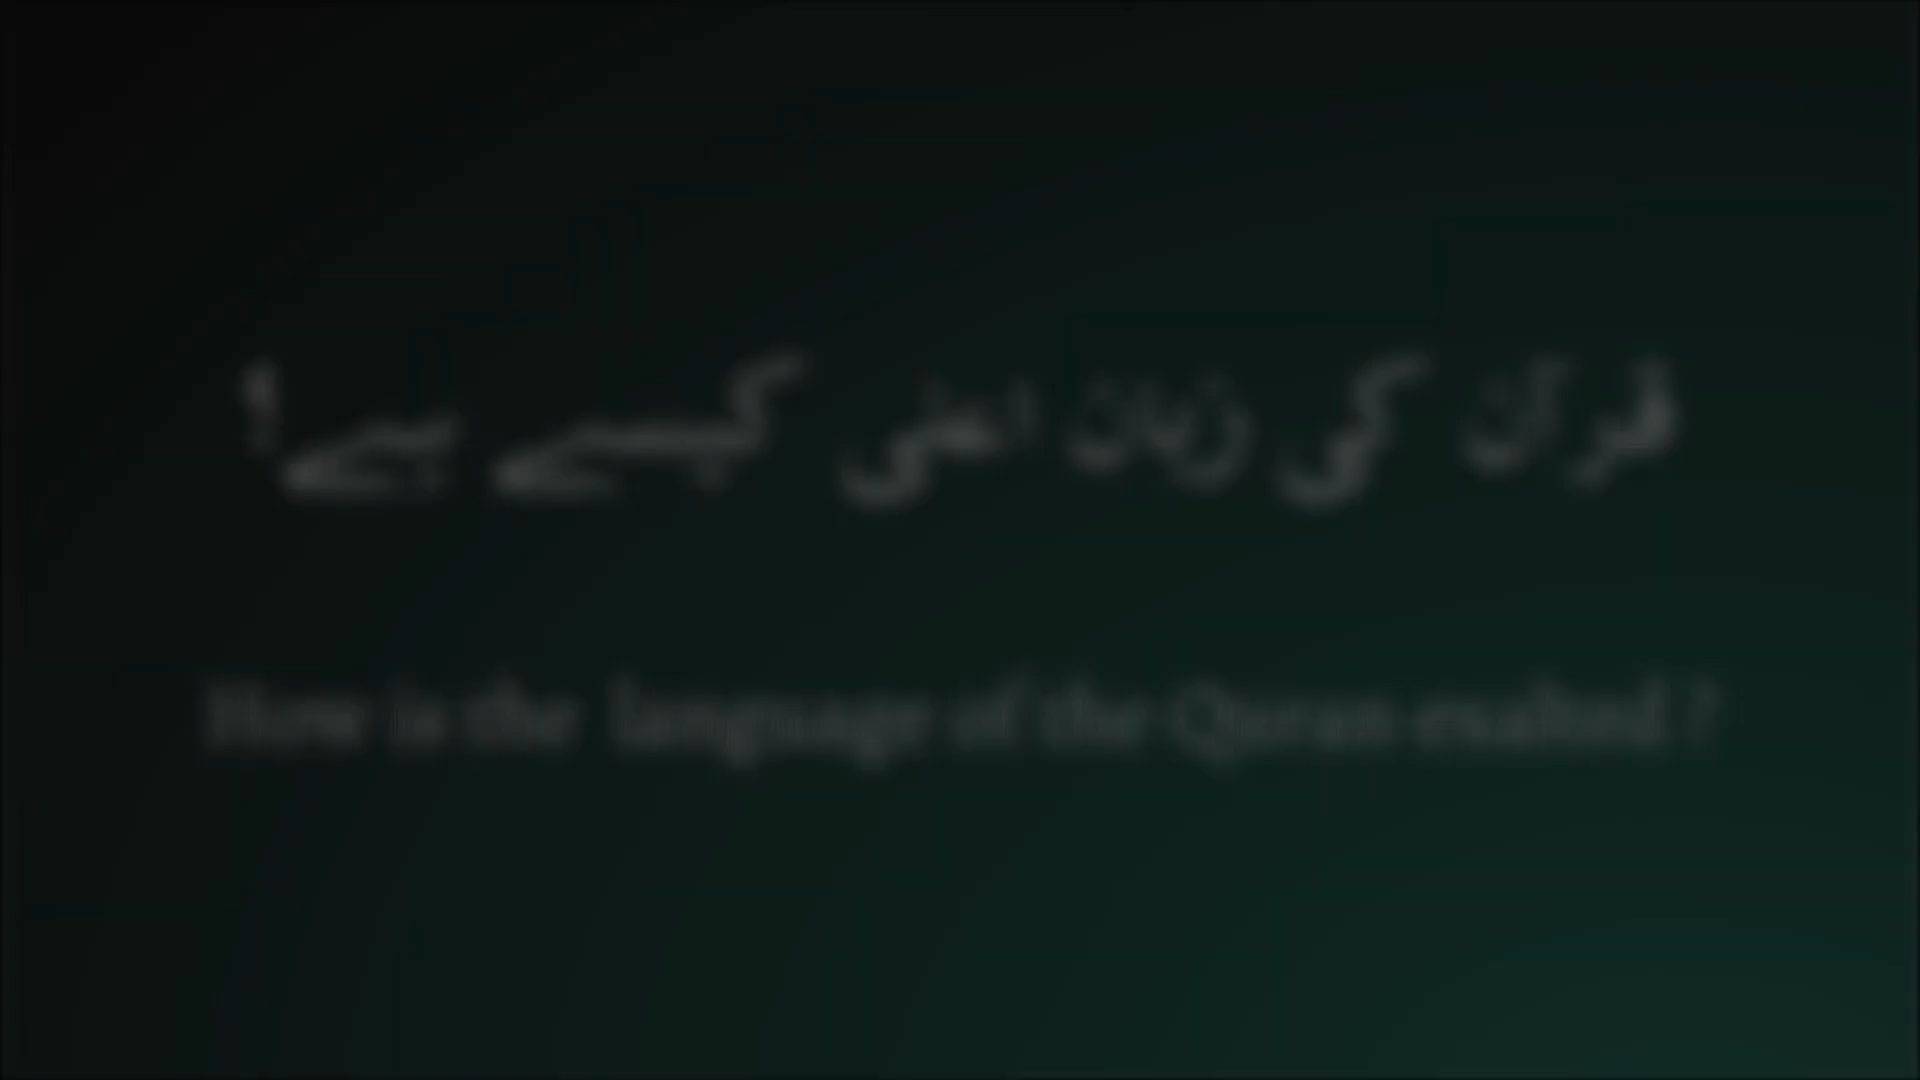 قرآن کی زبان اعلی کیسے ہے؟
How is the language of the Quran exalted ?